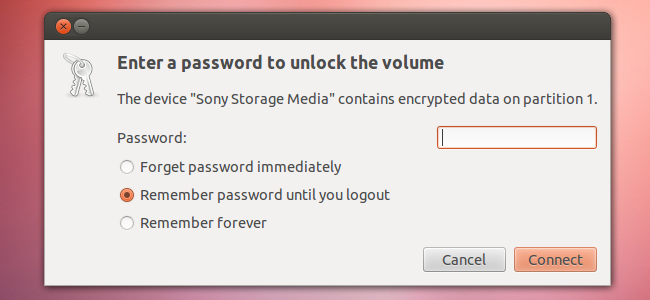 Enter a password to unlock the volume
The device "Sony Storage Media" contains encrypted data on partition 1.
Password:
Forget password immediately
Remember password until you logout
Remember forever
Cancel Connect